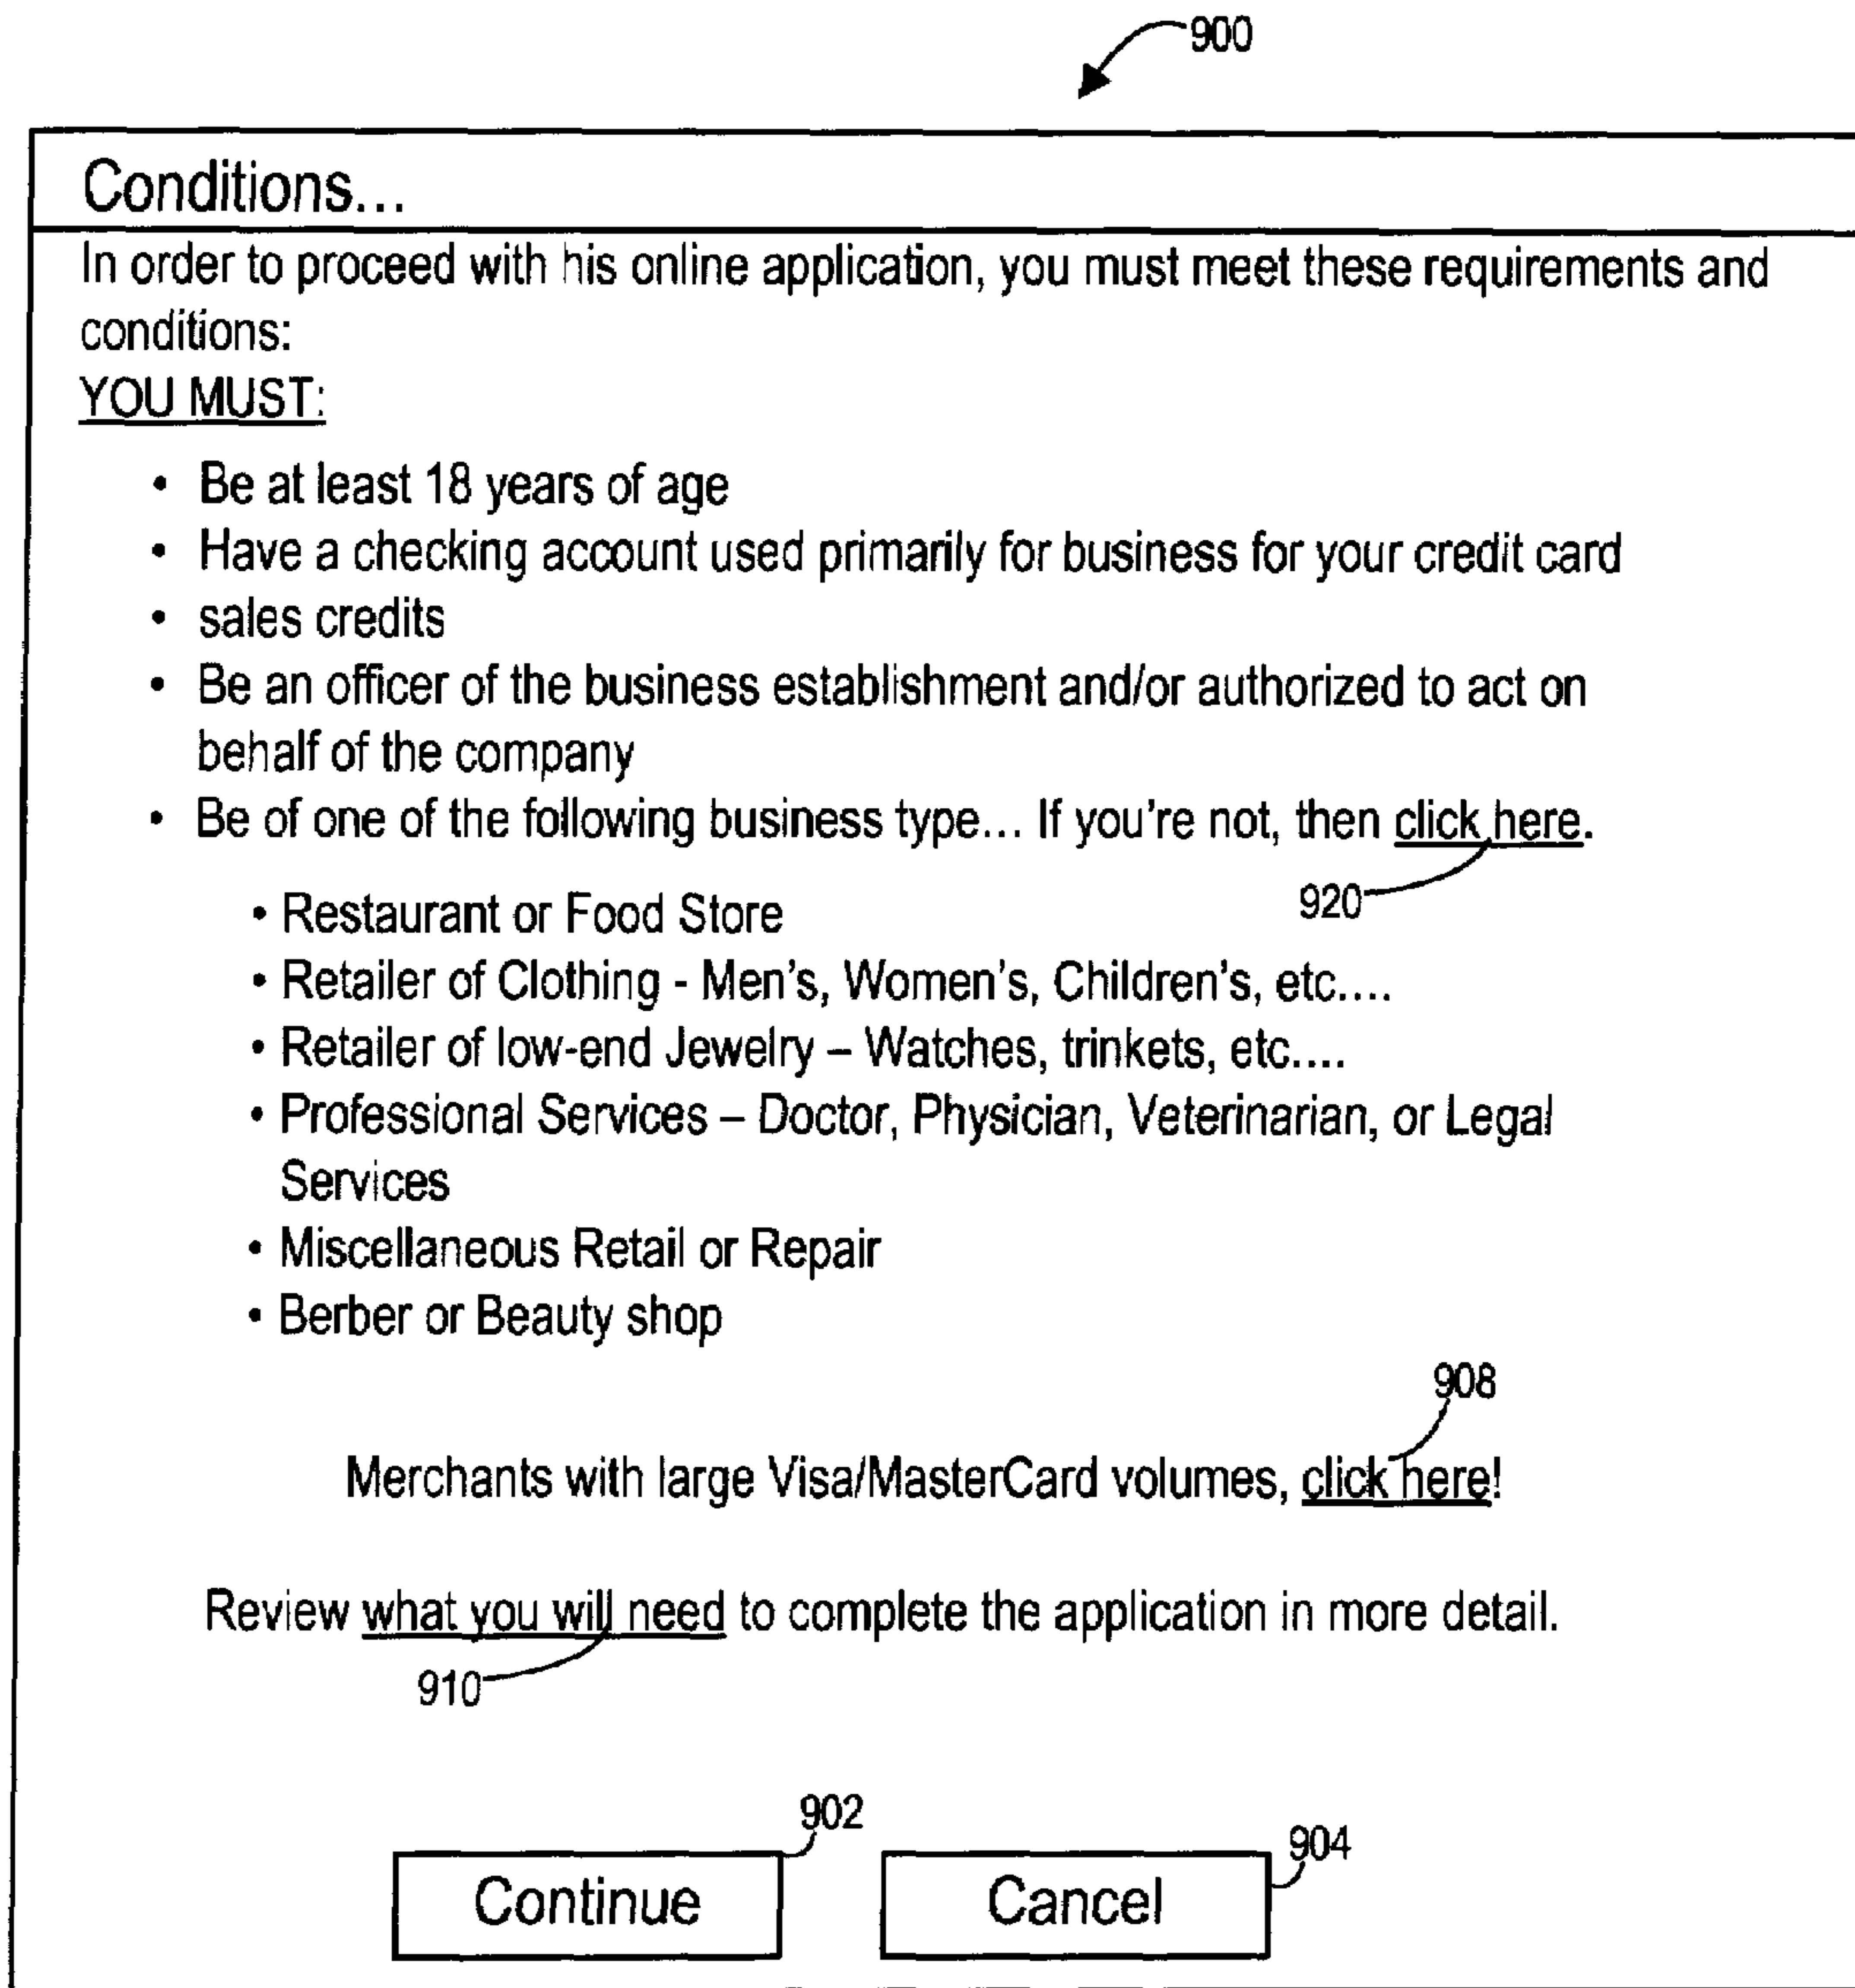 900
Conditions...
In order to proceed with his online application, you must meet these requirements and
conditions:
YOU MUST:
• Be at least 18 years of age
• Have a checking account used primarily for business for your credit card
• sales credits
• Be an officer of the business establishment and/or authorized to act on
behalf of the company
• Be of one of the following business type... If you're not, then click here.
920
• Restaurant or Food Store
• Retailer of Clothing - Men's, Women's, Children's, etc....
• Retailer of low-end Jewelry – Watches, trinkets, etc....
• Professional Services – Doctor, Physician, Veterinarian, or Legal
Services
• Miscellaneous Retail or Repair
• Berber or Beauty shop
908
Merchants with large Visa/MasterCard volumes, click here!
Review what you will need to complete the application in more detail.
910
902
904
Continue Cancel